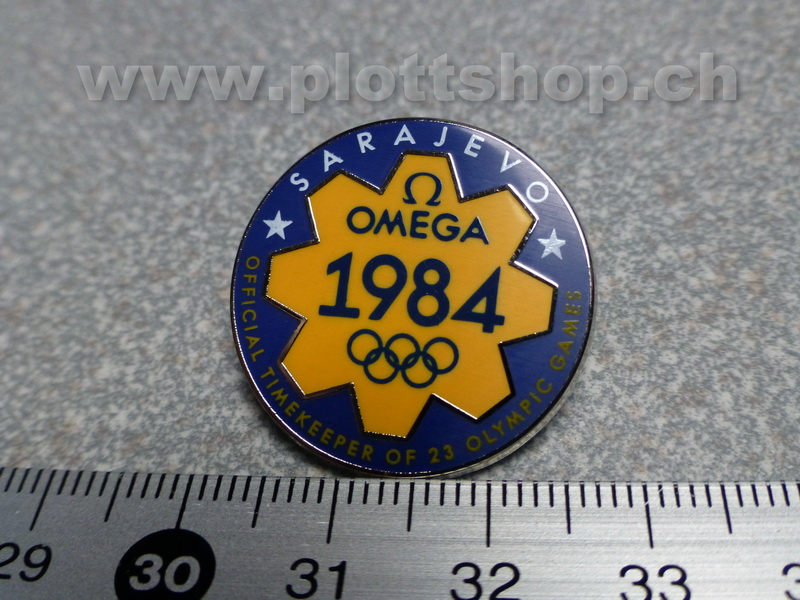 www.plottshop.ch
SARAJEVO
Ω
OMEGA
1984
OFFICIAL TIMEKEEPER OF 23 OLYMPIC GAMES
29 30 31 32 33